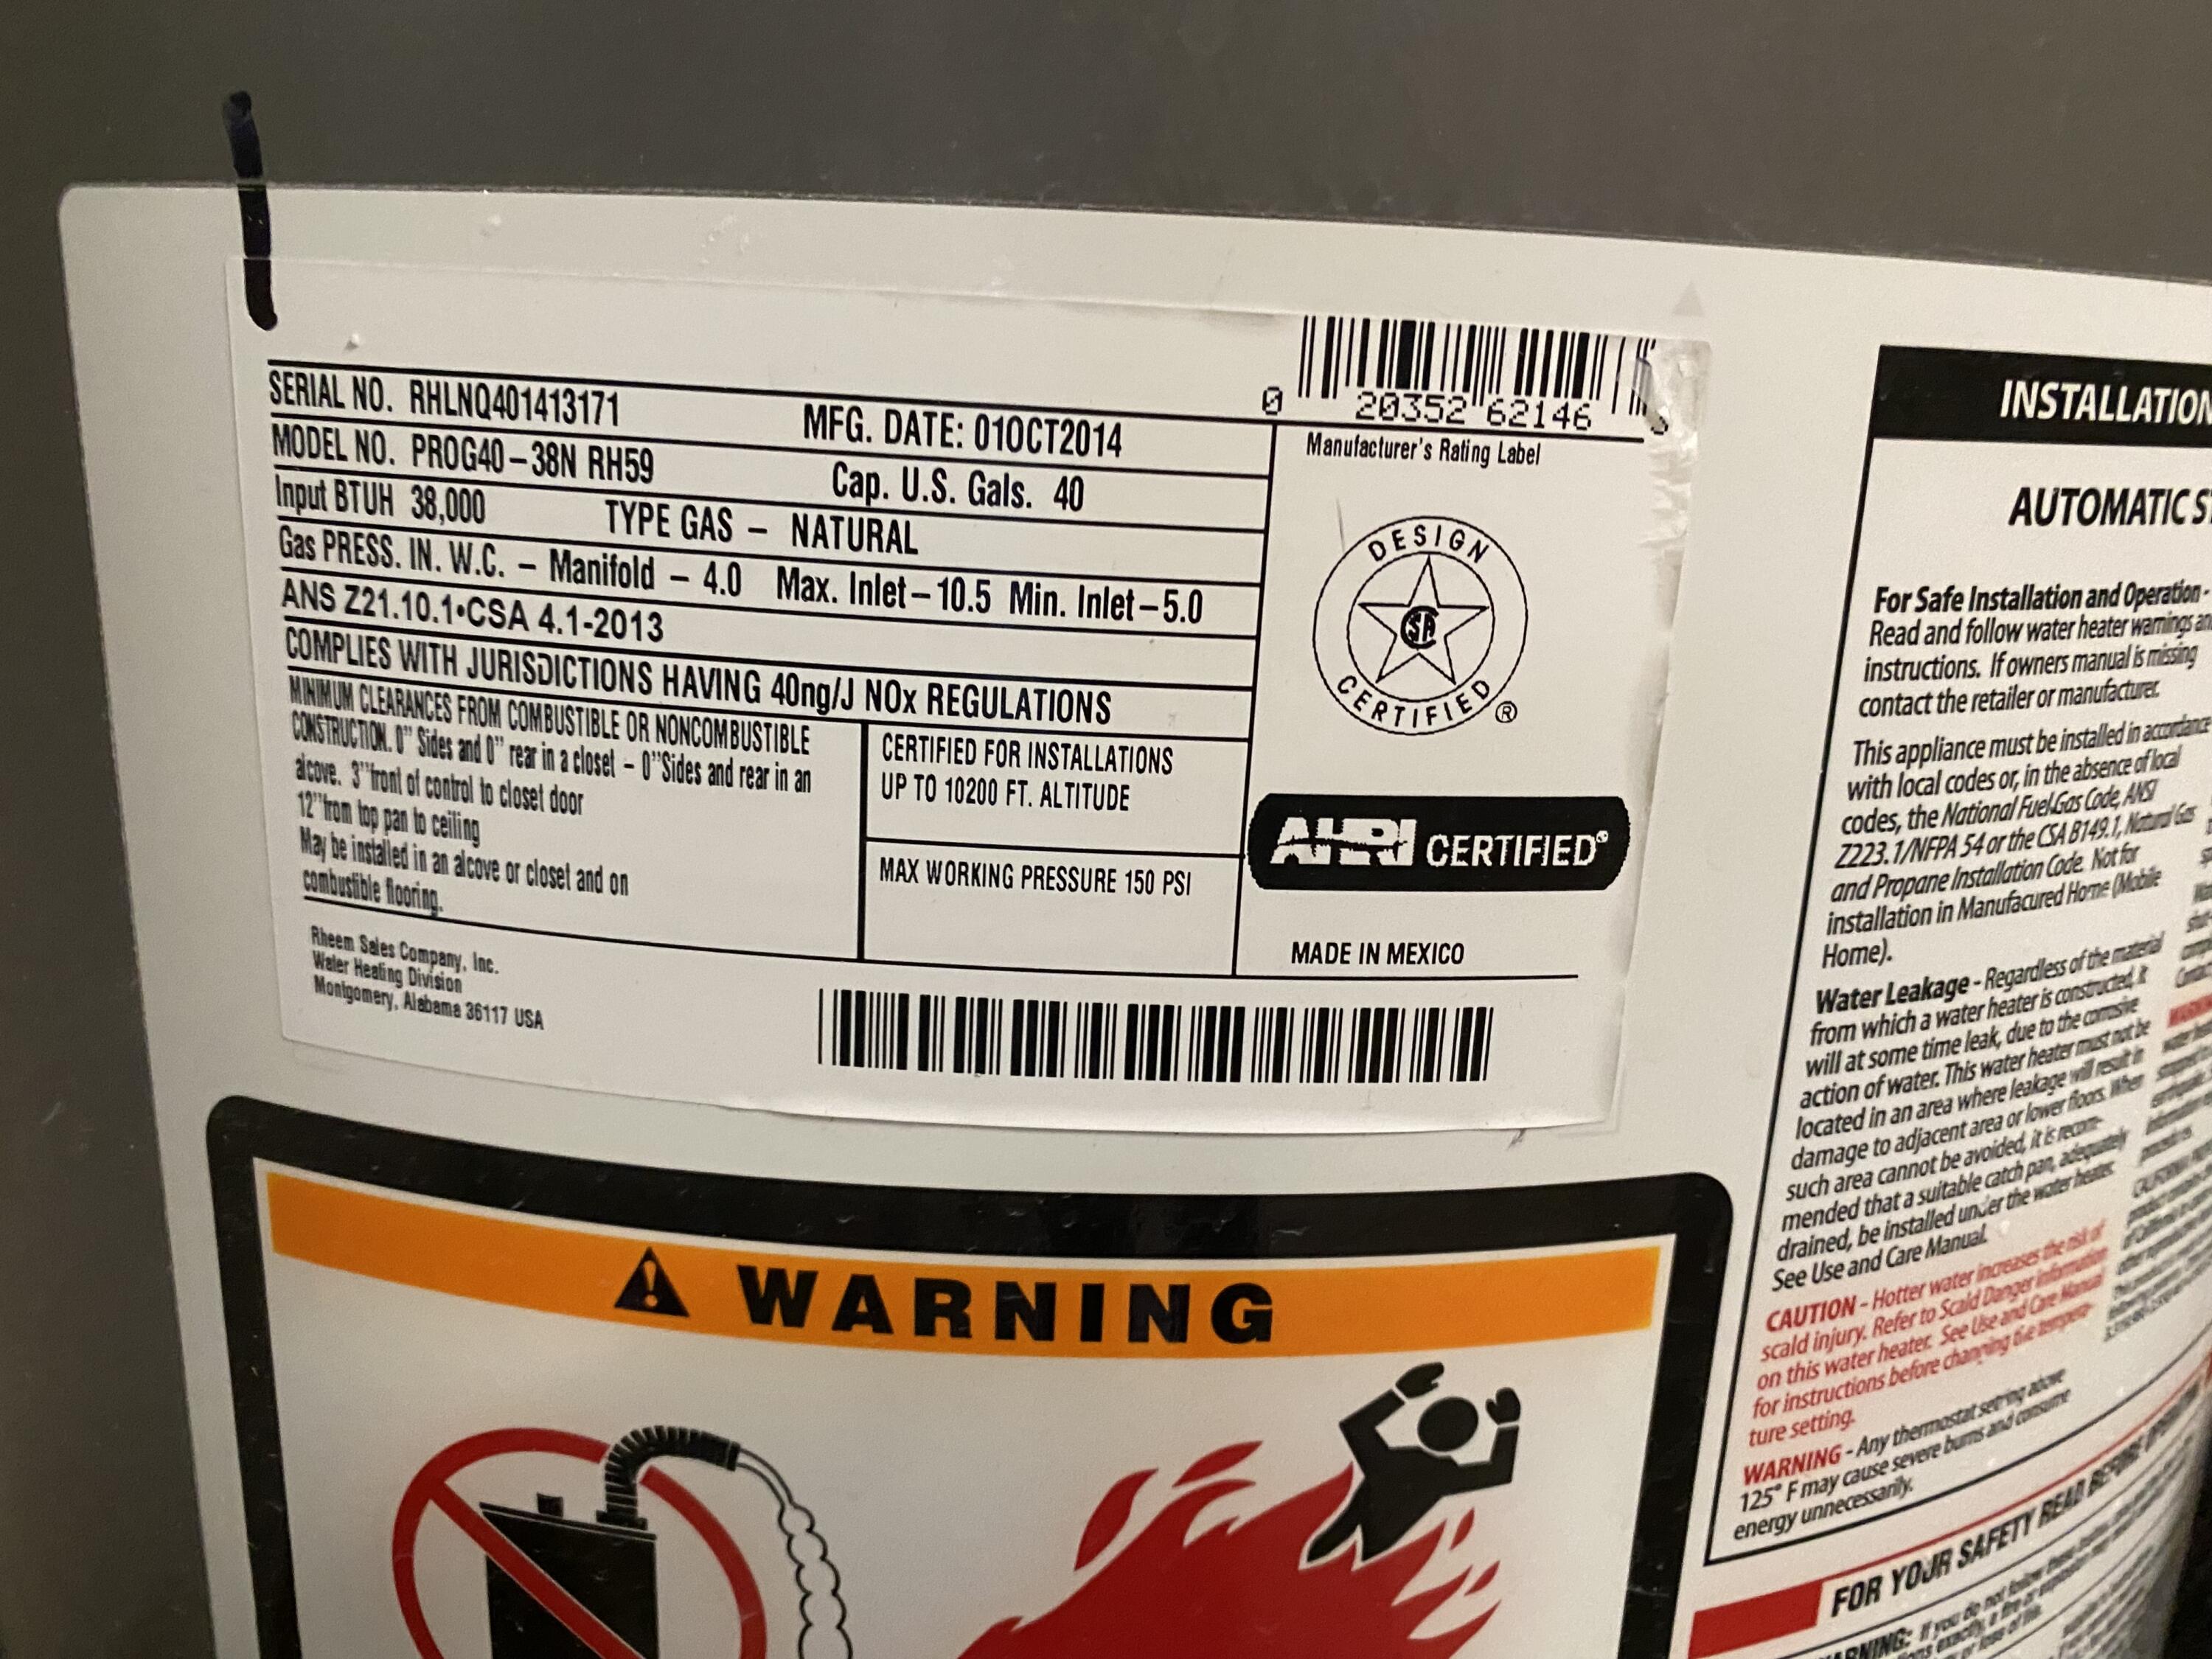 0 20352 62146
SERIAL NO. RHLNQ401413171 MFG. DATE: 01OCT2014
MODEL NO. PROG40-38N RH59 Cap. U.S. Gals. 40
Input BTUH 38,000 TYPE GAS - NATURAL
Gas PRESS. IN. W.C. - Manifold - 4.0 Max. Inlet-10.5 Min. Inlet-5.0
ANS Z21.10.1•CSA 4.1-2013
COMPLIES WITH JURISDICTIONS HAVING 40ng/J NOx REGULATIONS
MINIMUM CLEARANCES FROM COMBUSTIBLE OR NONCOMBUSTIBLE
CONSTRUCTION. 0" Sides and 0" rear in a closet - 0"Sides and rear in an
alcove. 3"front of control to closet door
12"from top pan to ceiling
May be installed in an alcove or closet and on
combustible flooring.
CERTIFIED FOR INSTALLATIONS
UP TO 10200 FT. ALTITUDE
MAX WORKING PRESSURE 150 PSI
Manufacturer's Rating Label
DESIGN
CSA
CERTIFIED ®
AHRI CERTIFIED
MADE IN MEXICO
Rheem Sales Company, Inc.
Water Heating Division
Montgomery, Alabama 36117 USA
WARNING
INSTALLATION
AUTOMATIC
For Safe Installation and Operation -
Read and follow water heater warnings
instructions. If owners manual is missing
contact the retailer or manufacturer.
This appliance must be installed in accordance
with local codes or, in the absence of local
codes, the National Fuel Gas Code, ANSI
Z223.1/NFPA 54 or the CSA B149.1, Natural Gas
and Propane Installation Code. Not for
installation in Manufacured Home (Mobile
Home).
Water Leakage - Regardless of the material
from which a water heater is constructed, it
will at some time leak, due to the corrosive
action of water. This water heater must not be
located in an area where leakage will result in
damage to adjacent area or lower floors. When
such area cannot be avoided, it is recom-
mended that a suitable catch pan, adequately
drained, be installed under the water heater.
See Use and Care Manual.
CAUTION - Hotter water increases the risk of
scald injury. Refer to Scald Danger information
on this water heater. See Use and Care Manual
for instructions before changing the tempera-
ture setting.
WARNING - Any thermostat setting above
125° F may cause severe burns and consume
energy unnecessarily.
FOR YOUR SAFETY READ BEFORE
WARNING: If you do not follow these
exactly, a fire or explosion
or loss of life.